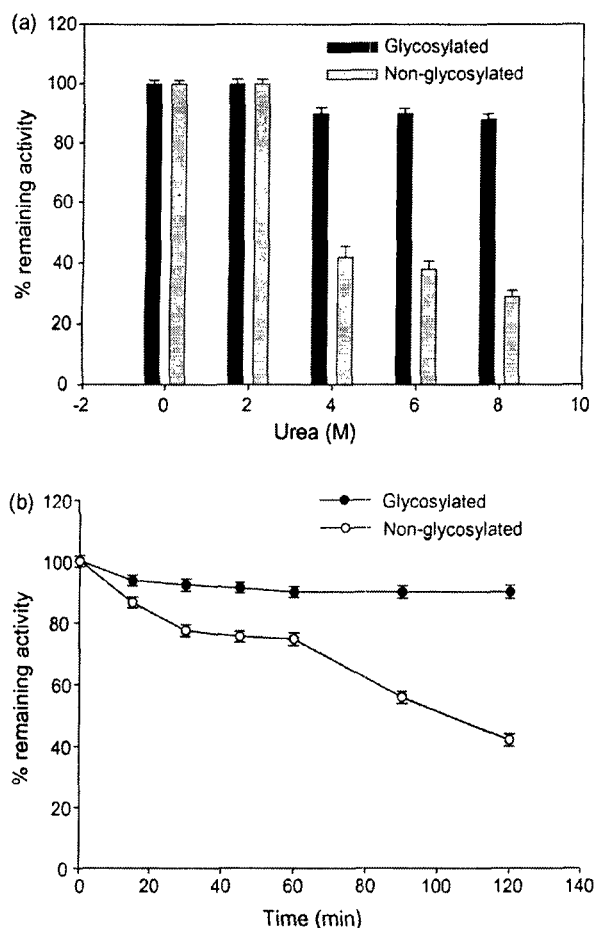 (a)
120
100
80
60
40
20
0
% remaining activity
Glycosylated
Non-glycosylated
-2 0 2 4 6 8 10
Urea (M)
(b)
120
100
80
60
40
20
0
% remaining activity
Glycosylated
Non-glycosylated
0 20 40 60 80 100 120 140
Time (min)